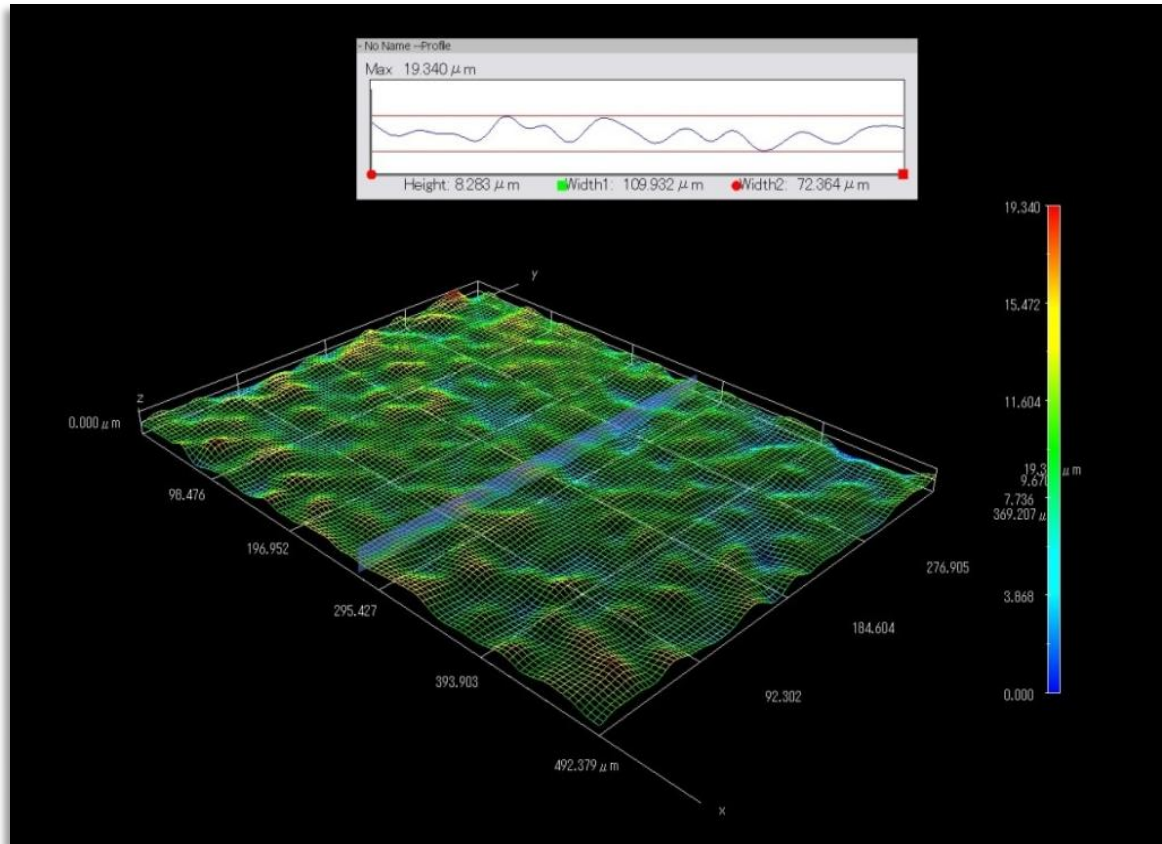 - No Name --Profile
Max 19.340 μm
Height: 8.283 μm Width1: 109.932 μm Width2: 72.364 μm
19.340
15.472
11.604
7.736
369.207 μ
3.868
0.000
y
z
0.000 μm
98.476
196.952
295.427
393.903
492.379 μm
x
92.302
184.604
276.905